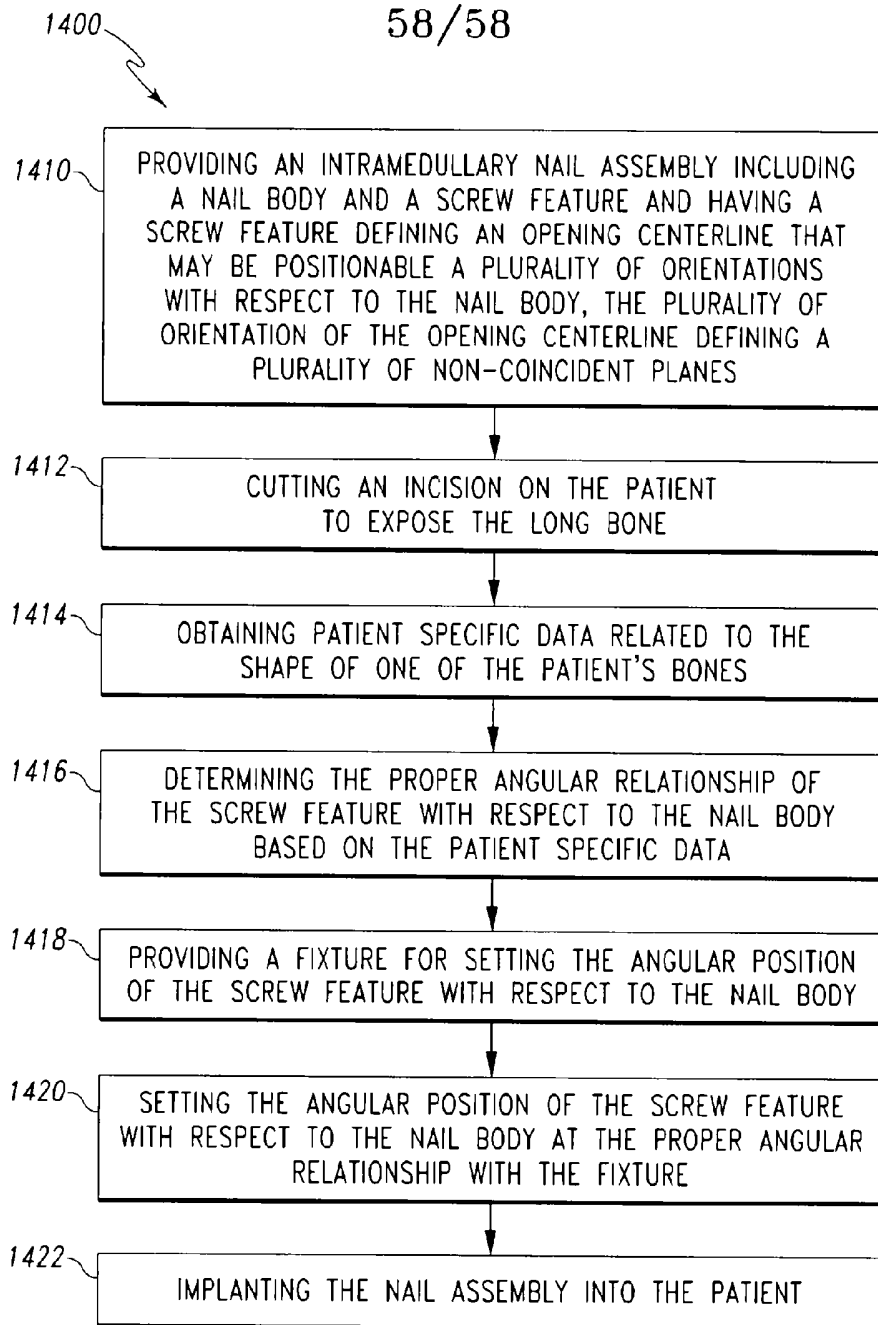 58/58
1400
1410
PROVIDING AN INTRAMEDULLARY NAIL ASSEMBLY INCLUDING
A NAIL BODY AND A SCREW FEATURE AND HAVING A
SCREW FEATURE DEFINING AN OPENING CENTERLINE THAT
MAY BE POSITIONABLE A PLURALITY OF ORIENTATIONS
WITH RESPECT TO THE NAIL BODY, THE PLURALITY OF
ORIENTATION OF THE OPENING CENTERLINE DEFINING A
PLURALITY OF NON-COINCIDENT PLANES
1412
CUTTING AN INCISION ON THE PATIENT
TO EXPOSE THE LONG BONE
1414
OBTAINING PATIENT SPECIFIC DATA RELATED TO THE
SHAPE OF ONE OF THE PATIENT'S BONES
1416
DETERMINING THE PROPER ANGULAR RELATIONSHIP OF
THE SCREW FEATURE WITH RESPECT TO THE NAIL BODY
BASED ON THE PATIENT SPECIFIC DATA
1418
PROVIDING A FIXTURE FOR SETTING THE ANGULAR POSITION
OF THE SCREW FEATURE WITH RESPECT TO THE NAIL BODY
1420
SETTING THE ANGULAR POSITION OF THE SCREW FEATURE
WITH RESPECT TO THE NAIL BODY AT THE PROPER ANGULAR
RELATIONSHIP WITH THE FIXTURE
1422
IMPLANTING THE NAIL ASSEMBLY INTO THE PATIENT